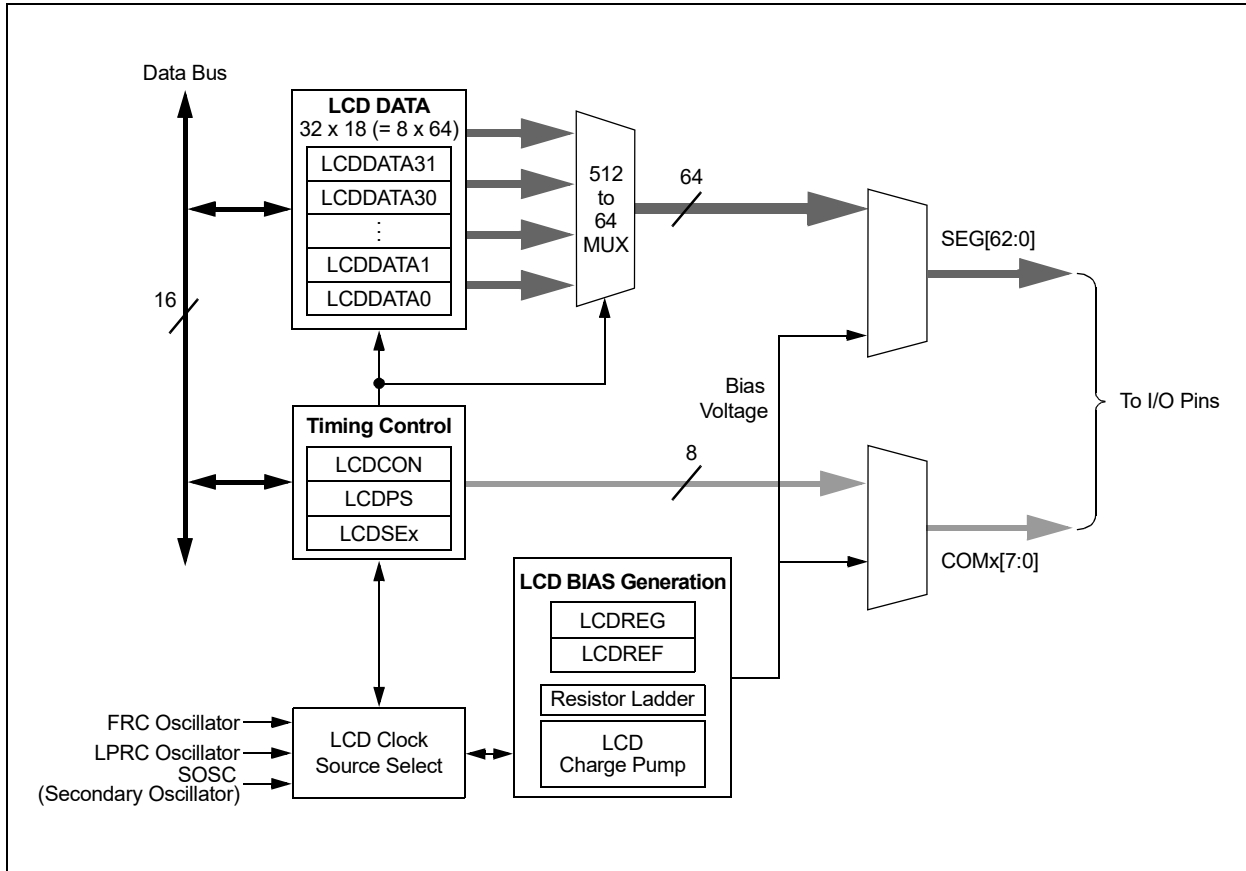 Data Bus
16
LCD DATA
32 x 18 (= 8 x 64)
LCDDATA31
LCDDATA30
⋮
LCDDATA1
LCDDATA0
512
to
64
MUX
64
SEG[62:0]
Bias
Voltage
To I/O Pins
Timing Control
LCDCON
LCDPS
LCDSEx
8
COMx[7:0]
LCD BIAS Generation
LCDREG
LCDREF
Resistor Ladder
LCD
Charge Pump
FRC Oscillator
LPRC Oscillator
SOSC
(Secondary Oscillator)
LCD Clock
Source Select